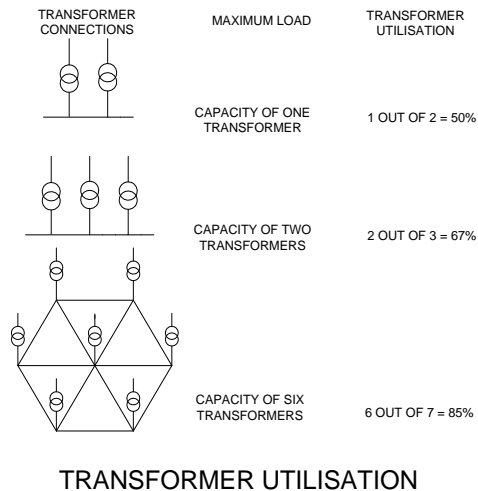 TRANSFORMER
CONNECTIONS
MAXIMUM LOAD
TRANSFORMER
UTILISATION
CAPACITY OF ONE
TRANSFORMER
1 OUT OF 2 = 50%
CAPACITY OF TWO
TRANSFORMERS
2 OUT OF 3 = 67%
CAPACITY OF SIX
TRANSFORMERS
6 OUT OF 7 = 85%
TRANSFORMER UTILISATION